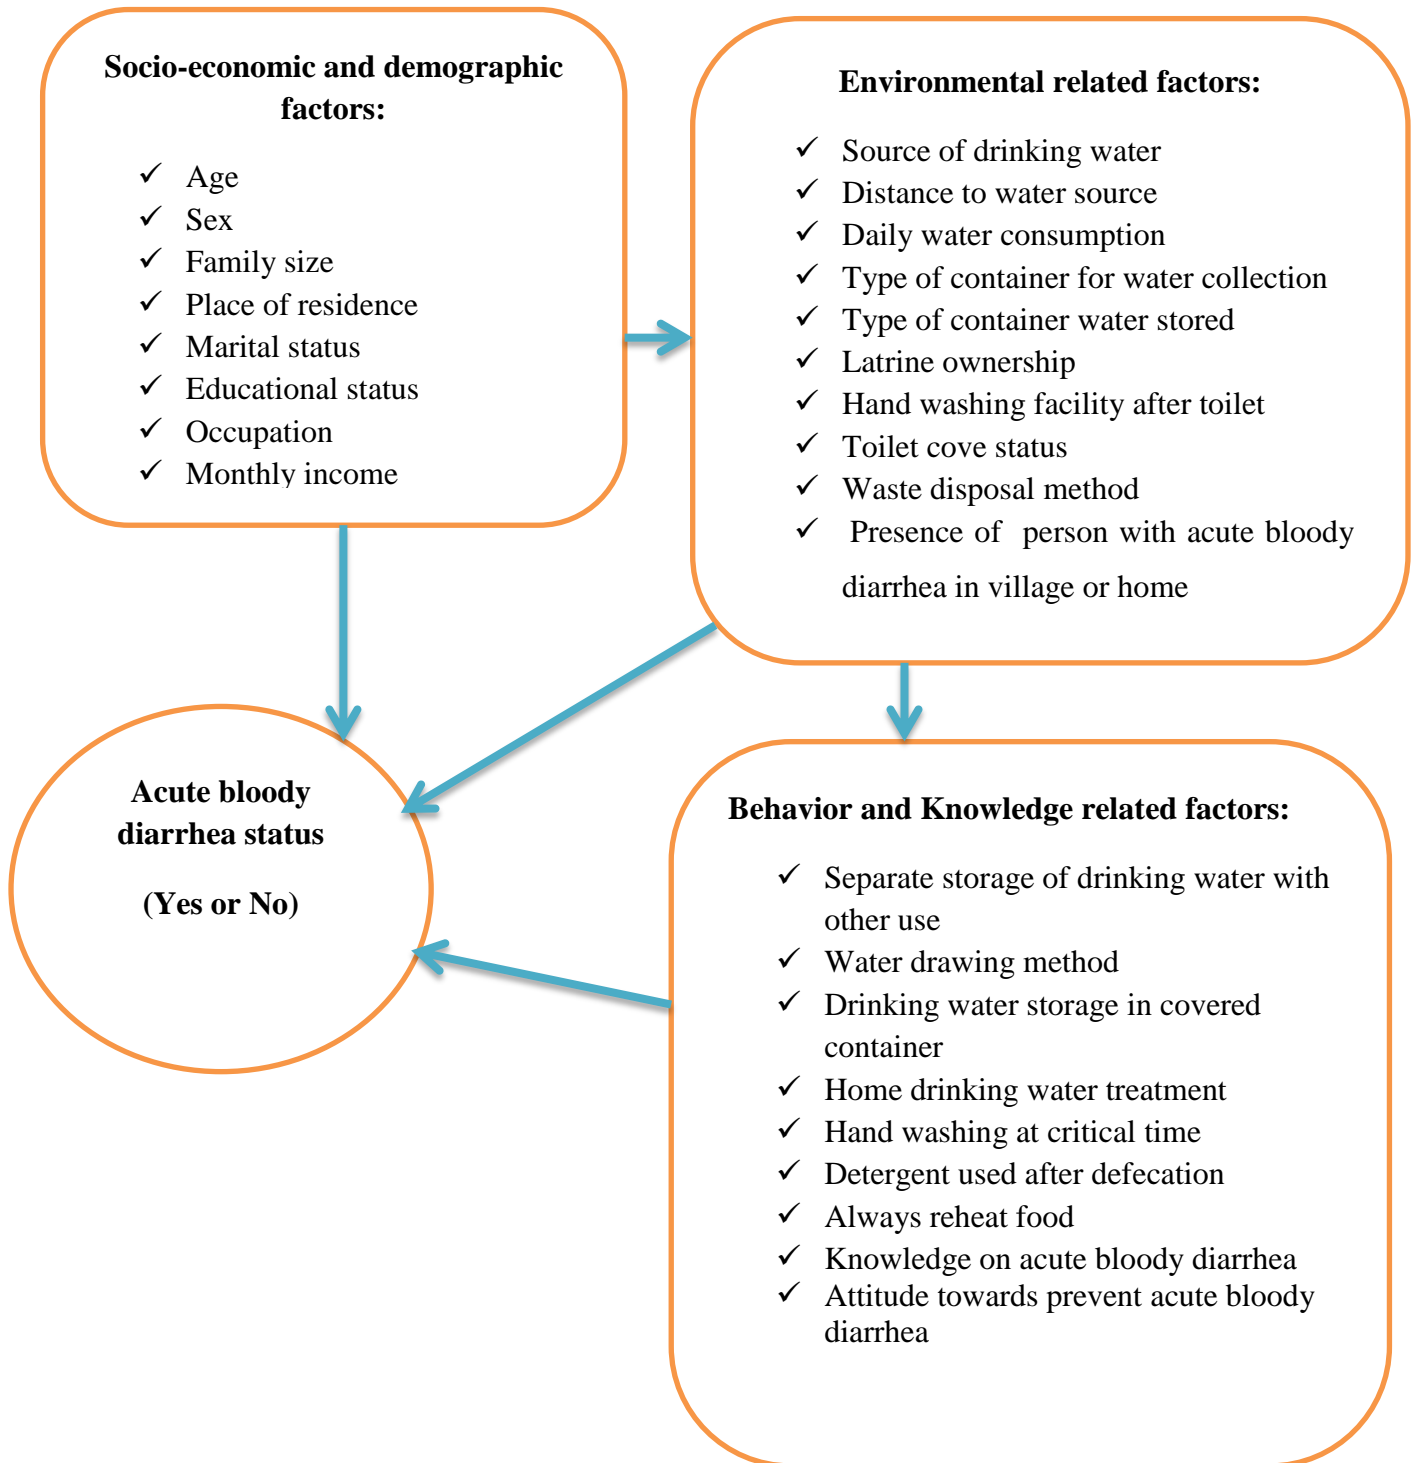 Socio-economic and demographic
factors:
✓ Age
✓ Sex
✓ Family size
✓ Place of residence
✓ Marital status
✓ Educational status
✓ Occupation
✓ Monthly income
Environmental related factors:
✓ Source of drinking water
✓ Distance to water source
✓ Daily water consumption
✓ Type of container for water collection
✓ Type of container water stored
✓ Latrine ownership
✓ Hand washing facility after toilet
✓ Toilet cove status
✓ Waste disposal method
✓ Presence of person with acute bloody
diarrhea in village or home
Acute bloody
diarrhea status
(Yes or No)
Behavior and Knowledge related factors:
✓ Separate storage of drinking water with
other use
✓ Water drawing method
✓ Drinking water storage in covered
container
✓ Home drinking water treatment
✓ Hand washing at critical time
✓ Detergent used after defecation
✓ Always reheat food
✓ Knowledge on acute bloody diarrhea
✓ Attitude towards prevent acute bloody
diarrhea